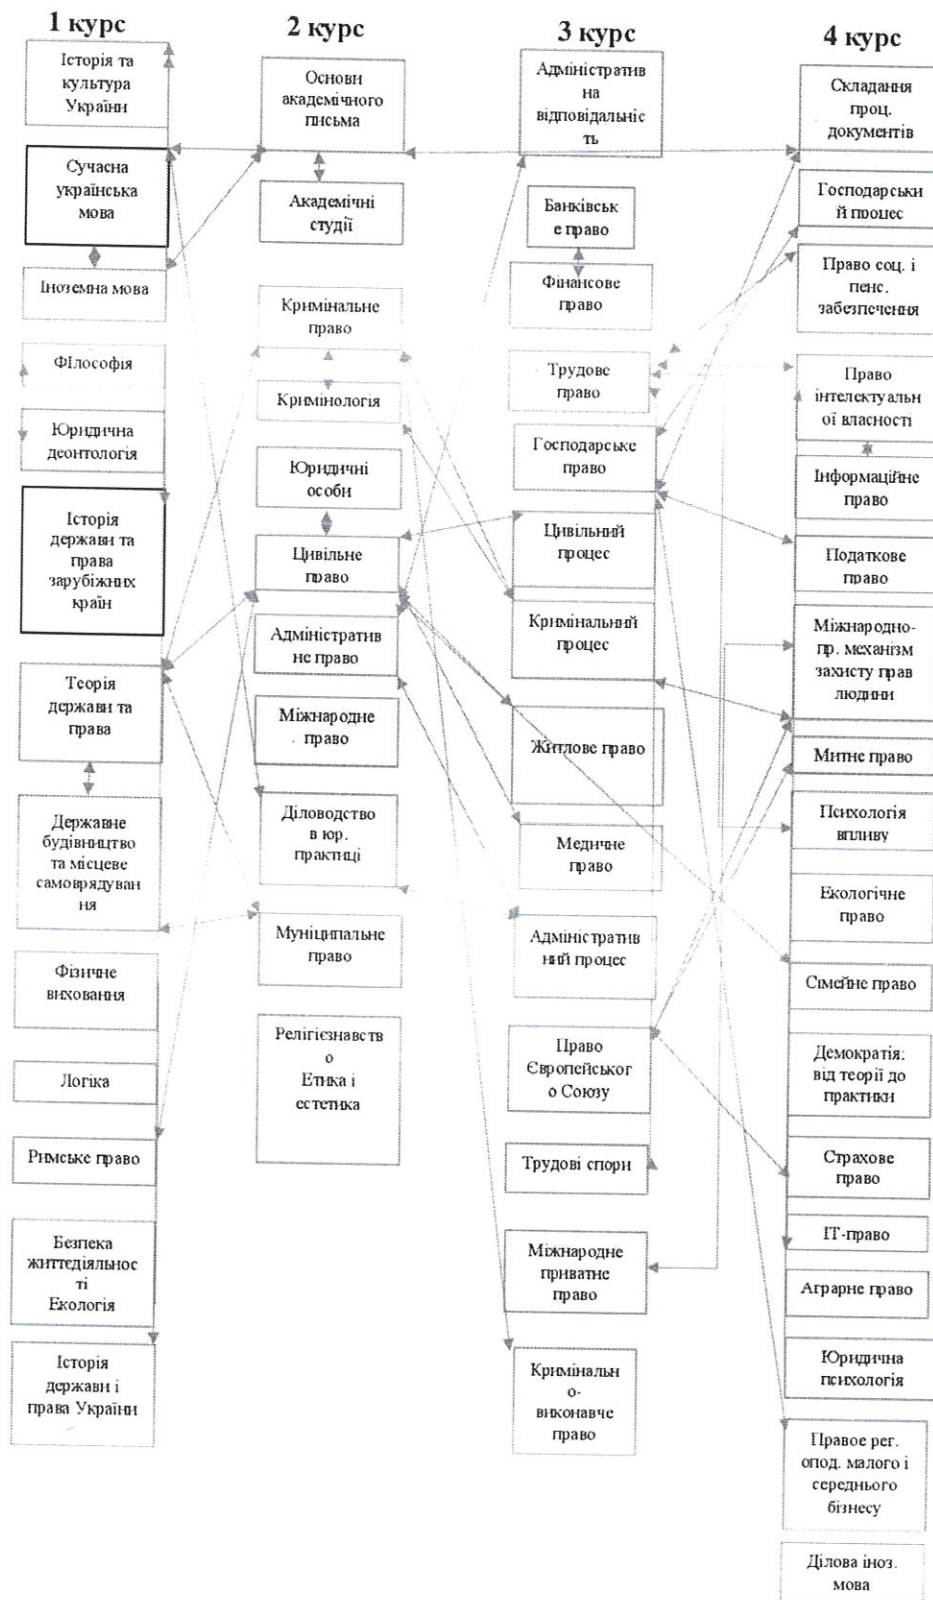 1 курс
Історія та
культура
України
Сучасна
українська
мова
Іноземна мова
Філософія
Юридична
деонтологія
Історія
держави та
права
зарубіжних
країн
Теорія
держави та
права
Державне
будівництво
та місцеве
самоврядуван
ня
Фізичне
виховання
Логіка
Римське право
Безпека
життєдіяльнос
ті
Екологія
Історія
держави і
права України
2 курс
Основи
академічного
письма
Академічні
студії
Кримінальне
право
Кримінологія
Юридичні
особи
Цивільне
право
Адміністратив
не право
Міжнародне
право
Діловодство
в юр.
практиці
Муніципальне
право
Релігієзнавств
о
Етика і
естетика
3 курс
Адміністратив
на
відповідальніс
ть
Банківськ
е право
Фінансове
право
Трудове
право
Господарське
право
Цивільний
процес
Кримінальний
процес
Житлове право
Медичне
право
Адміністратив
ний процес
Право
Європейськог
о Союзу
Трудові спори
Міжнародне
приватне
право
Кримінальн
о-
виконавче
право
4 курс
Складання
проц.
документів
Господарськи
й процес
Право соц. і
пенс.
забезпечення
Право
інтелектуальн
ої власності
Інформаційне
право
Податкове
право
Міжнародно-
пр. механізм
захисту прав
людини
Митне право
Психологія
впливу
Екологічне
право
Сімейне право
Демократія:
від теорії до
практики
Страхове
право
ІТ-право
Аграрне право
Юридична
психологія
Правое рег.
опод. малого і
середнього
бізнесу
Ділова іноз.
мова